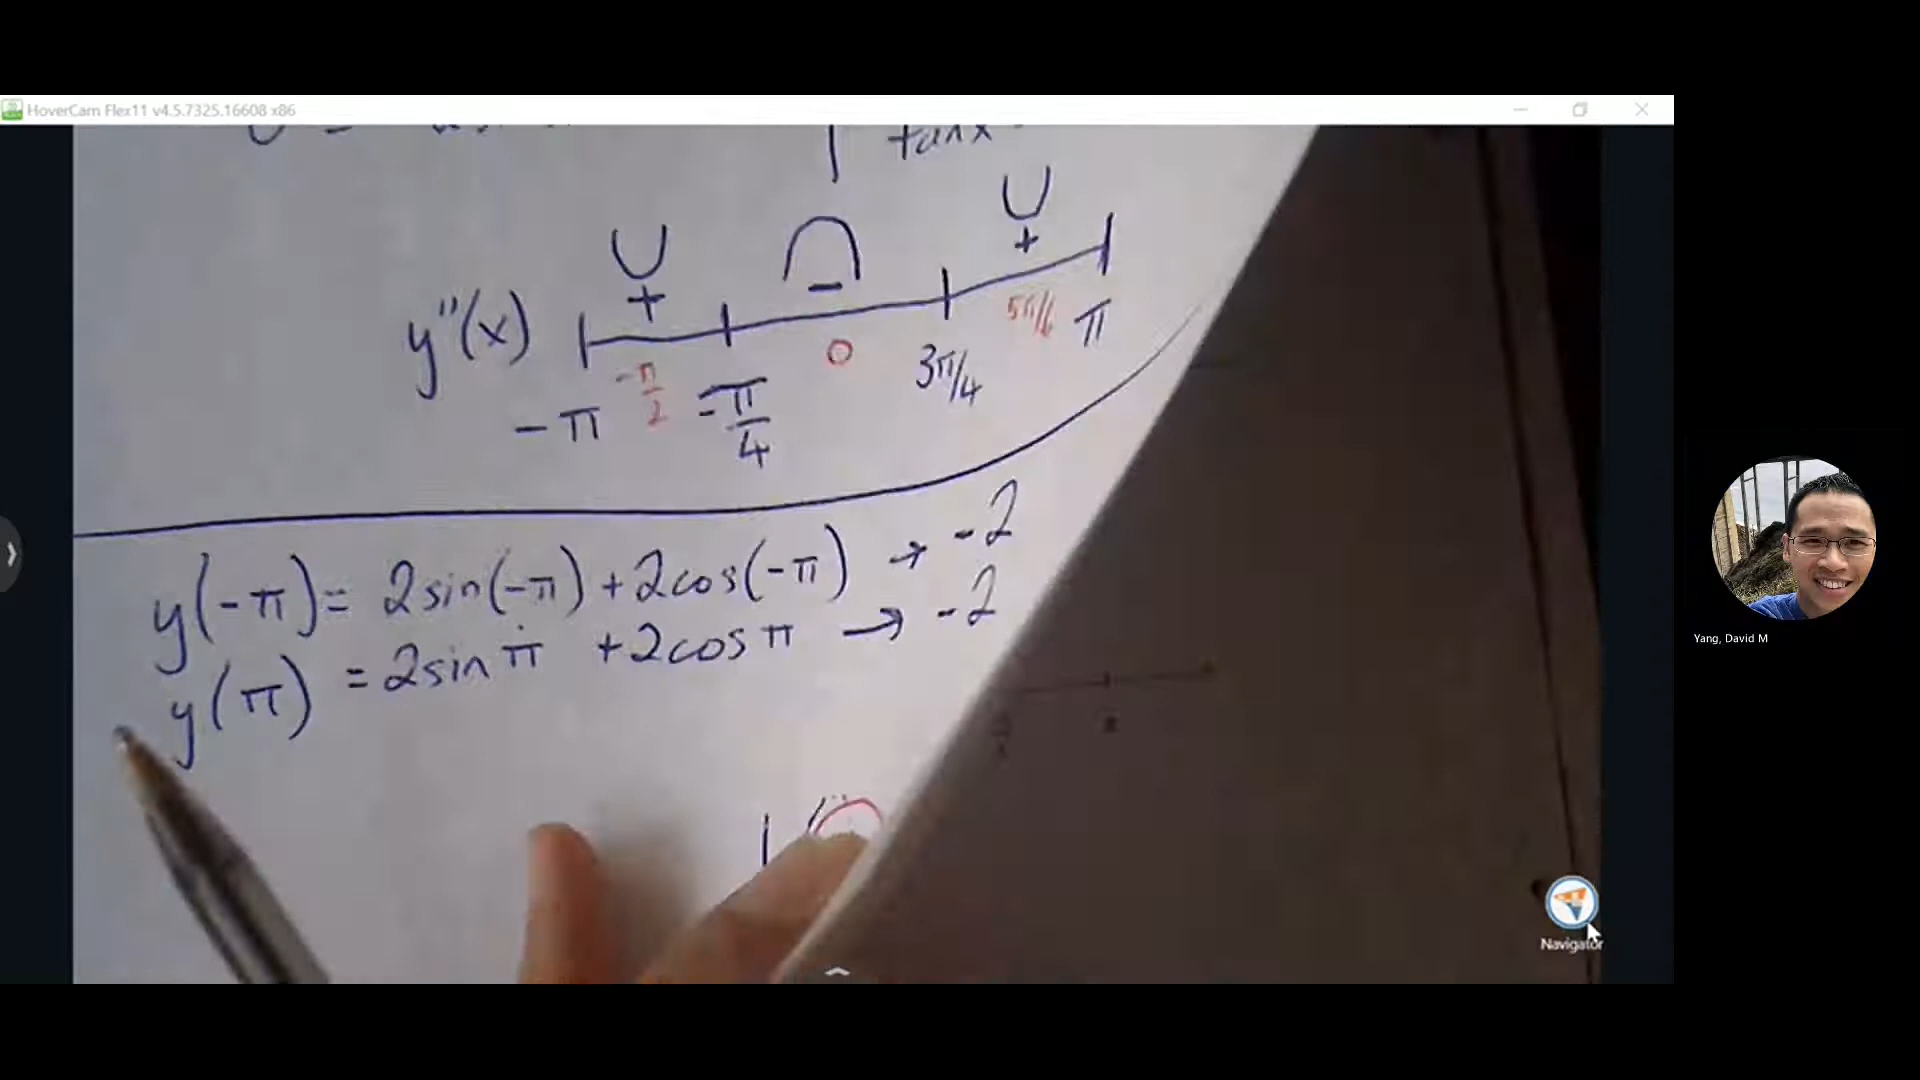 HoverCam Flex11 v4.5.7325.16608 x86
tanx
∪ ∩ ∪
+ − +
y"(x)
-π -π/2 -π/4 0 3π/4 5π/6 π
y(-π) = 2sin(-π) + 2cos(-π) → -2
y(π) = 2sin π + 2cos π → -2
Yang, David M
Navigator